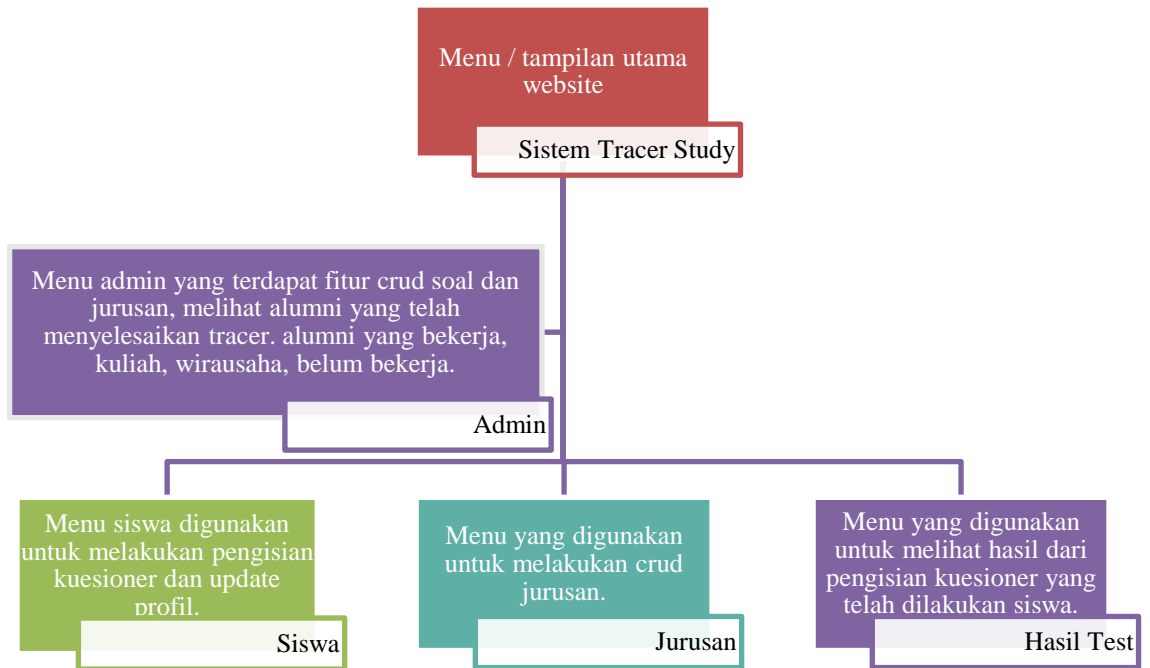 Menu / tampilan utama
website
Sistem Tracer Study
Menu admin yang terdapat fitur crud soal dan
jurusan, melihat alumni yang telah
menyelesaikan tracer. alumni yang bekerja,
kuliah, wirausaha, belum bekerja.
Admin
Menu siswa digunakan
untuk melakukan pengisian
kuesioner dan update
profil.
Siswa
Menu yang digunakan
untuk melakukan crud
jurusan.
Jurusan
Menu yang digunakan
untuk melihat hasil dari
pengisian kuesioner yang
telah dilakukan siswa.
Hasil Test